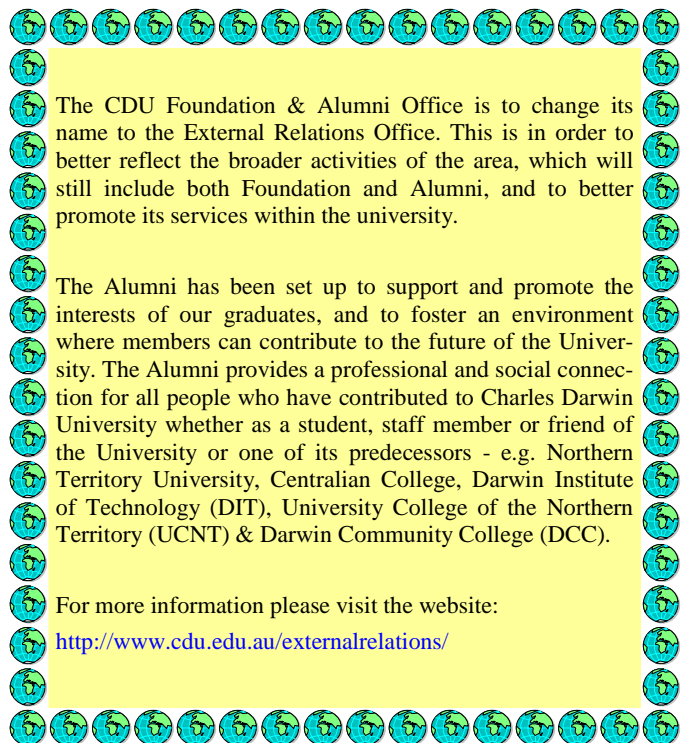 The CDU Foundation & Alumni Office is to change its
name to the External Relations Office. This is in order to
better reflect the broader activities of the area, which will
still include both Foundation and Alumni, and to better
promote its services within the university.
The Alumni has been set up to support and promote the
interests of our graduates, and to foster an environment
where members can contribute to the future of the Univer-
sity. The Alumni provides a professional and social connec-
tion for all people who have contributed to Charles Darwin
University whether as a student, staff member or friend of
the University or one of its predecessors - e.g. Northern
Territory University, Centralian College, Darwin Institute
of Technology (DIT), University College of the Northern
Territory (UCNT) & Darwin Community College (DCC).
For more information please visit the website:
http://www.cdu.edu.au/externalrelations/